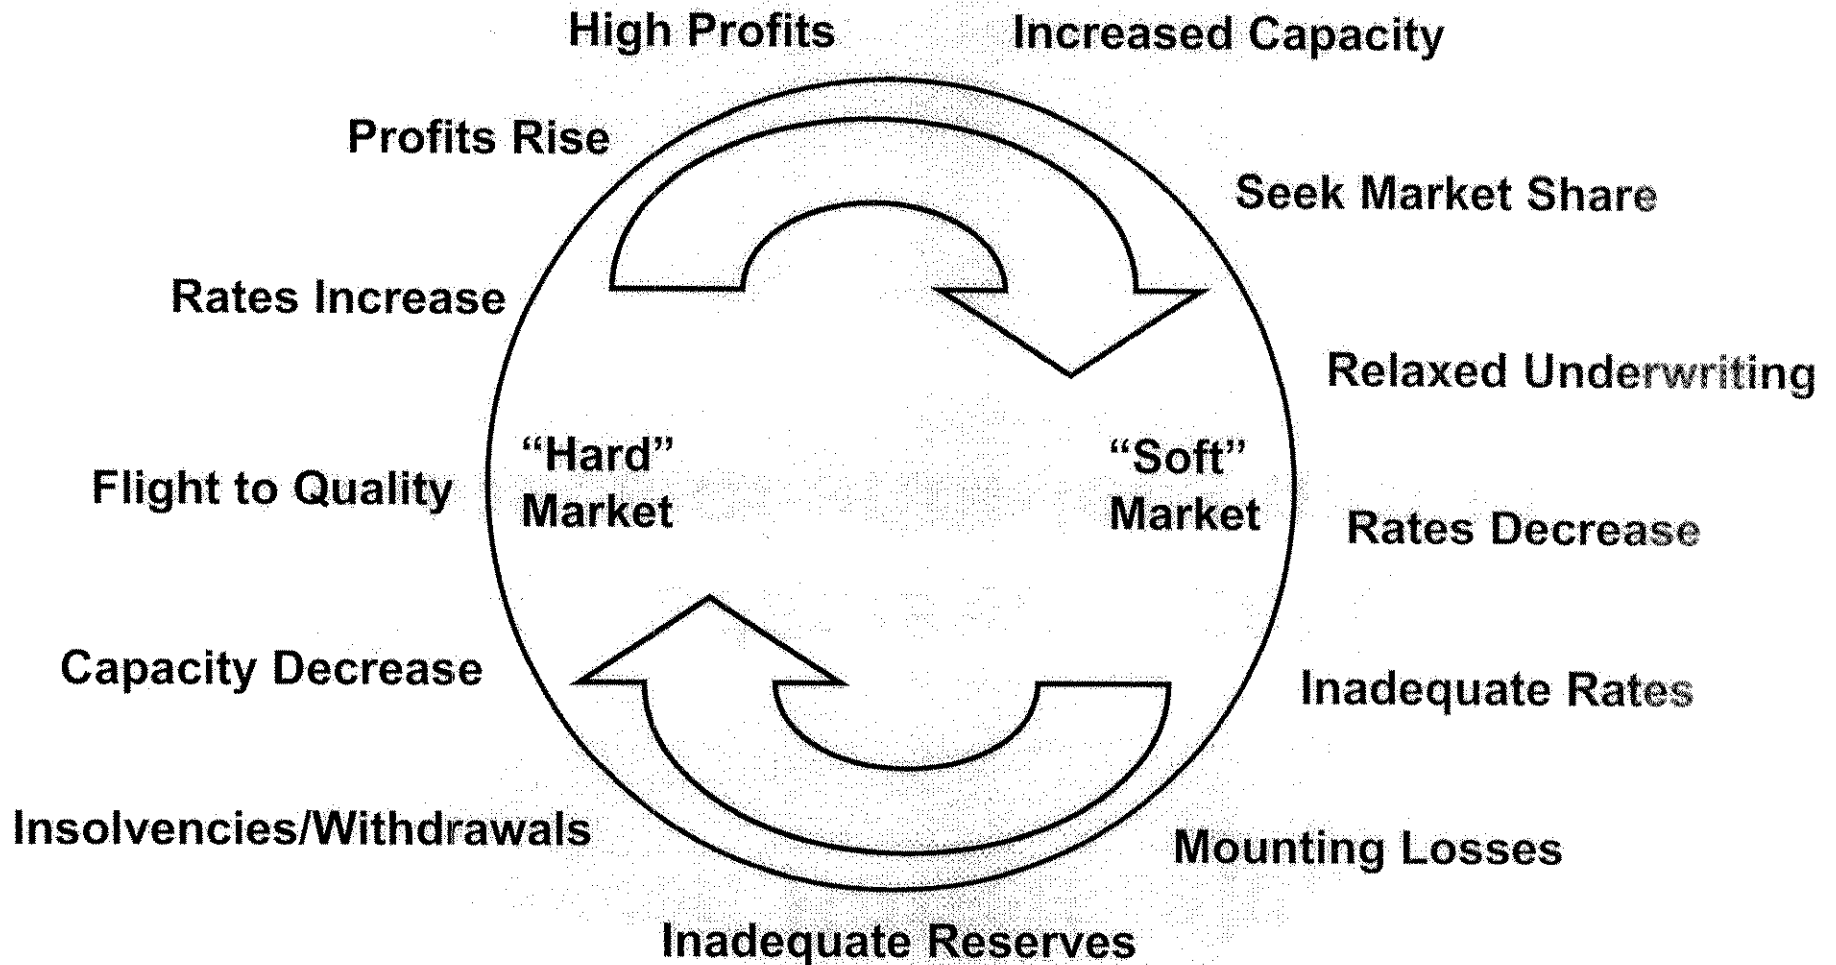 High Profits
Increased Capacity
Profits Rise
Seek Market Share
Rates Increase
Relaxed Underwriting
“Hard”
Market
“Soft”
Market
Flight to Quality
Rates Decrease
Capacity Decrease
Inadequate Rates
Insolvencies/Withdrawals
Mounting Losses
Inadequate Reserves